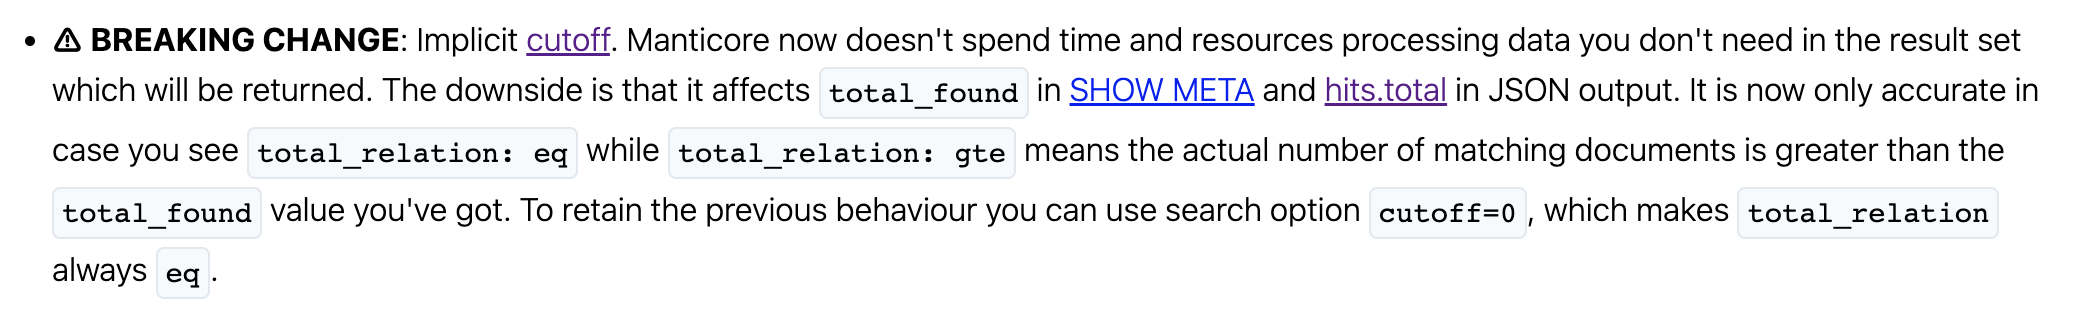 • ⚠ BREAKING CHANGE: Implicit cutoff. Manticore now doesn't spend time and resources processing data you don't need in the result set
which will be returned. The downside is that it affects total_found in SHOW META and hits.total in JSON output. It is now only accurate in
case you see total_relation: eq while total_relation: gte means the actual number of matching documents is greater than the
total_found value you've got. To retain the previous behaviour you can use search option cutoff=0, which makes total_relation
always eq.